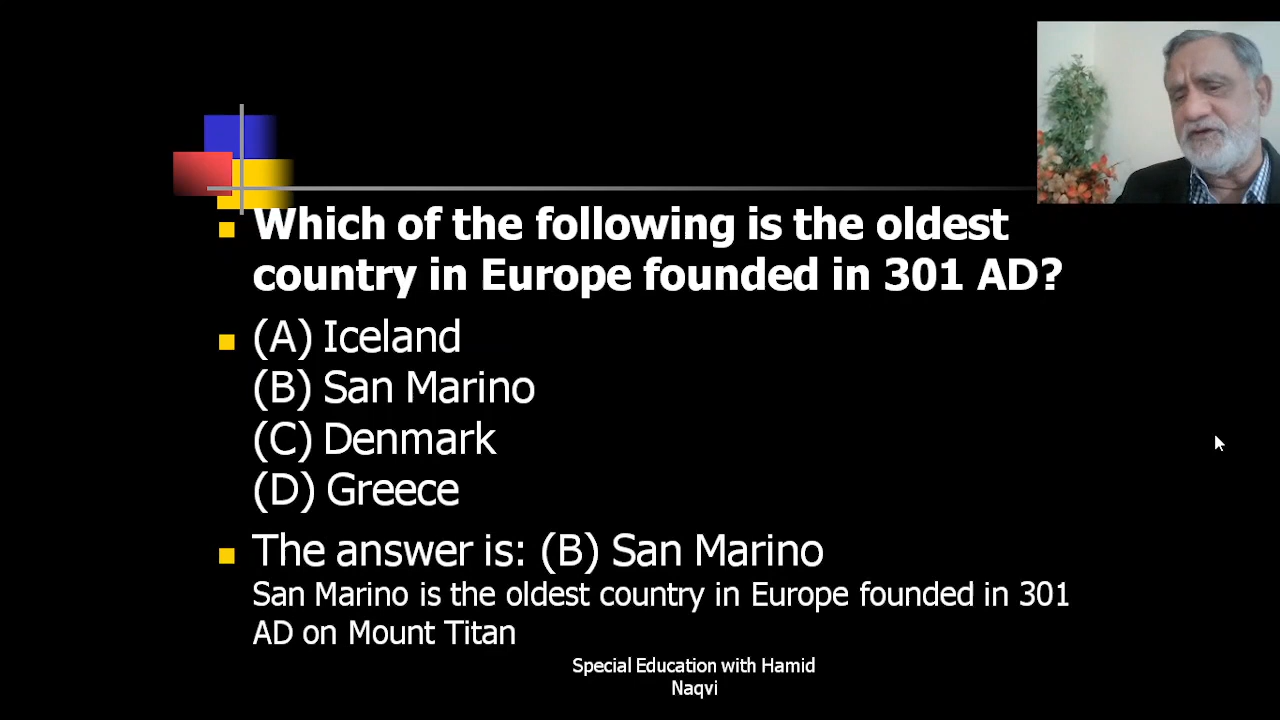 Which of the following is the oldest
country in Europe founded in 301 AD?
(A) Iceland
(B) San Marino
(C) Denmark
(D) Greece
The answer is: (B) San Marino
San Marino is the oldest country in Europe founded in 301
AD on Mount Titan
Special Education with Hamid
Naqvi